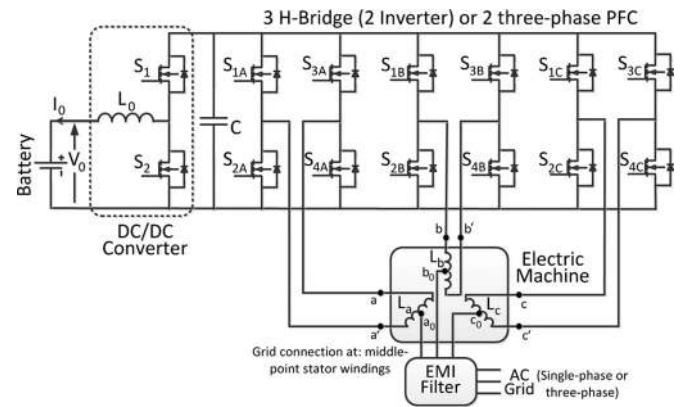 3 H-Bridge (2 Inverter) or 2 three-phase PFC
S1 S1A S3A S1B S3B S1C S3C
I0 L0
C
Battery + - V0
S2 S2A S4A S2B S4B S2C S4C
DC/DC
Converter
b b'
Lb
b0
Electric
Machine
a La Lc c
a' a0 c0 c'
Grid connection at: middle-
point stator windings
EMI
Filter
AC
Grid
(Single-phase or
three-phase)